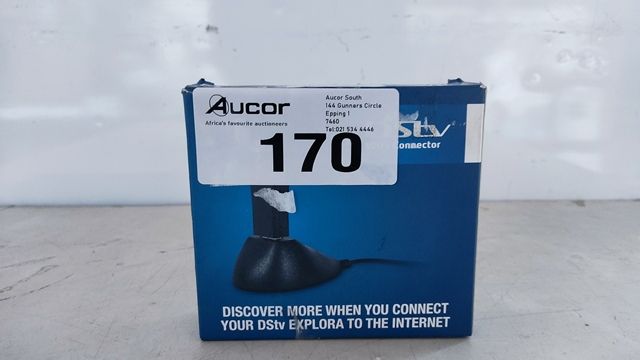 Aucor
Africa's favourite auctioneers
Aucor South
144 Gunners Circle
Epping 1
7460
Tel:021 534 4446
170
DStv
Connector
DISCOVER MORE WHEN YOU CONNECT
YOUR DStv EXPLORA TO THE INTERNET